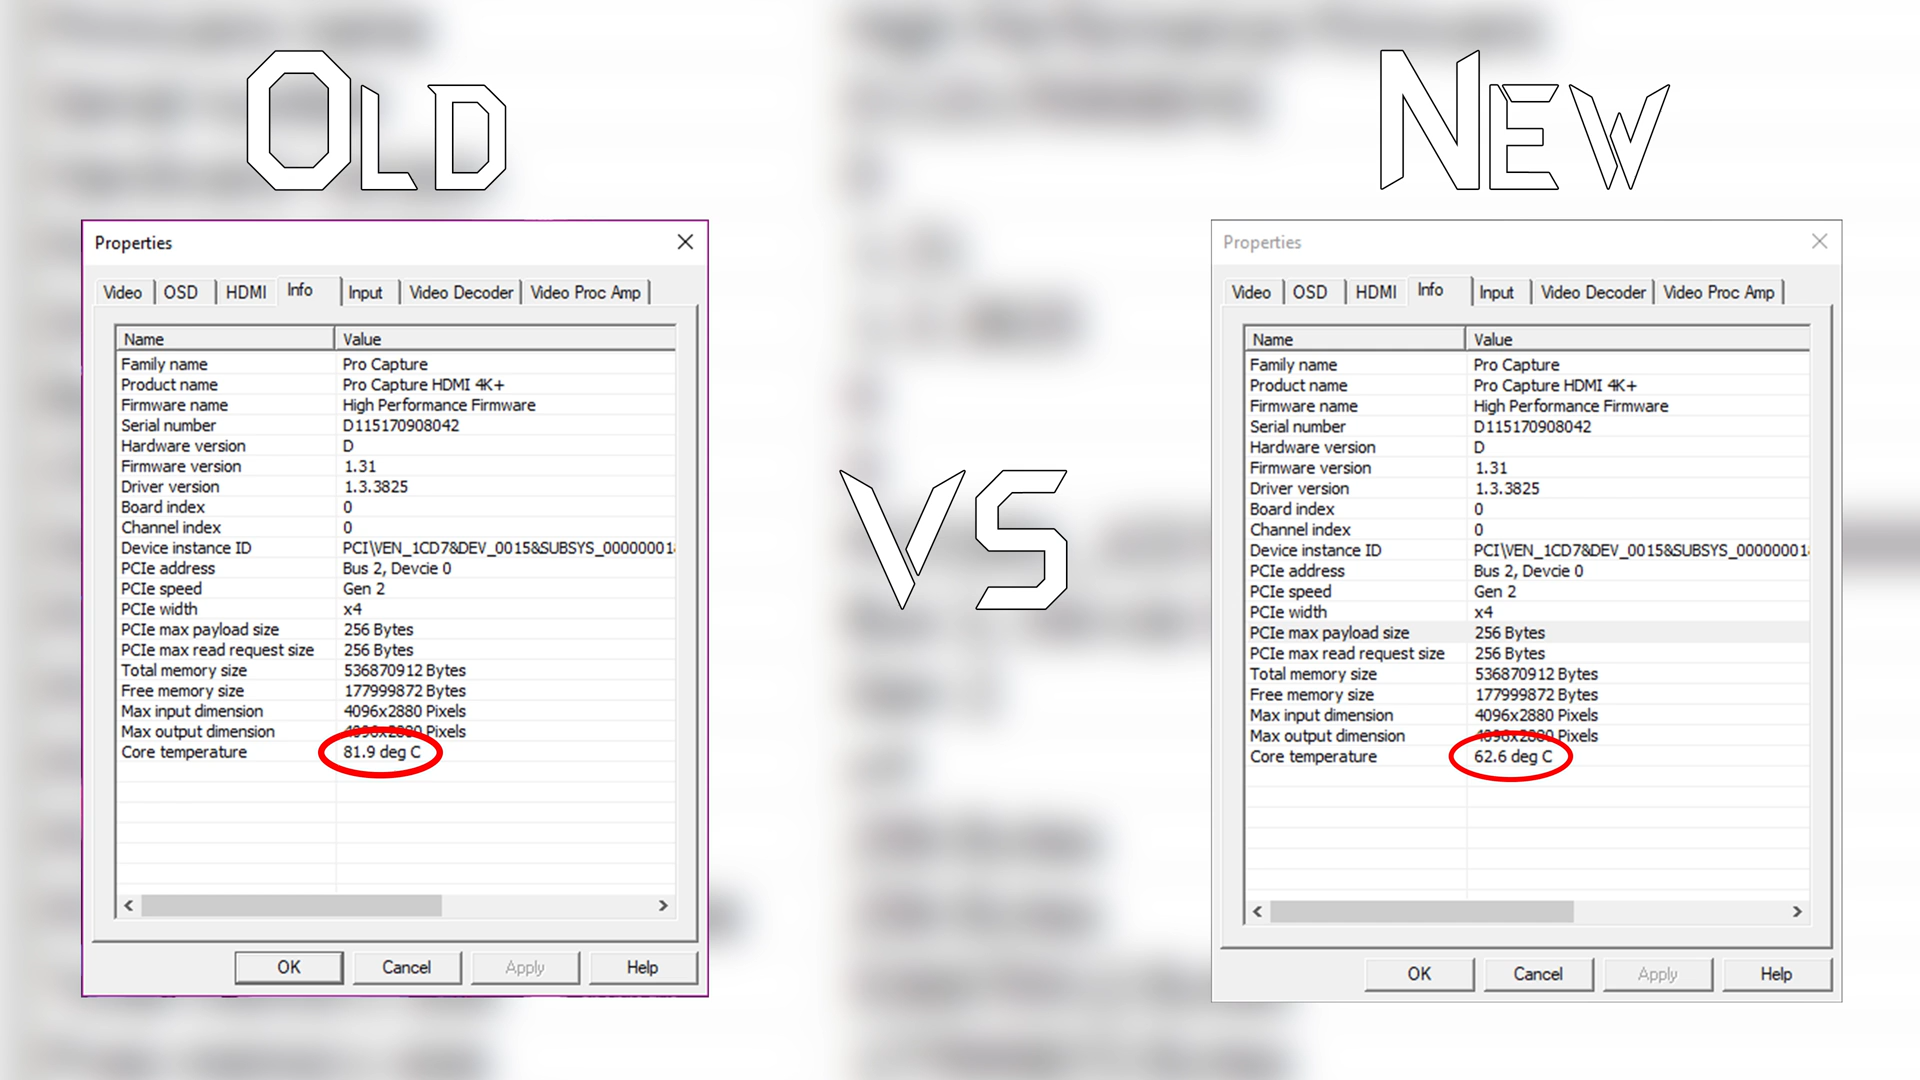 Old
Properties
Video OSD HDMI Info Input Video Decoder Video Proc Amp
Name Value
Family name Pro Capture
Product name Pro Capture HDMI 4K+
Firmware name High Performance Firmware
Serial number D115170908042
Hardware version D
Firmware version 1.31
Driver version 1.3.3825
Board index 0
Channel index 0
Device instance ID PCI\VEN_1CD7&DEV_0015&SUBSYS_00000001
PCIe address Bus 2, Devcie 0
PCIe speed Gen 2
PCIe width x4
PCIe max payload size 256 Bytes
PCIe max read request size 256 Bytes
Total memory size 536870912 Bytes
Free memory size 177999872 Bytes
Max input dimension 4096x2880 Pixels
Max output dimension 4096x2880 Pixels
Core temperature 81.9 deg C
OK Cancel Apply Help
VS
New
Properties
Video OSD HDMI Info Input Video Decoder Video Proc Amp
Name Value
Family name Pro Capture
Product name Pro Capture HDMI 4K+
Firmware name High Performance Firmware
Serial number D115170908042
Hardware version D
Firmware version 1.31
Driver version 1.3.3825
Board index 0
Channel index 0
Device instance ID PCI\VEN_1CD7&DEV_0015&SUBSYS_00000001
PCIe address Bus 2, Devcie 0
PCIe speed Gen 2
PCIe width x4
PCIe max payload size 256 Bytes
PCIe max read request size 256 Bytes
Total memory size 536870912 Bytes
Free memory size 177999872 Bytes
Max input dimension 4096x2880 Pixels
Max output dimension 4096x2880 Pixels
Core temperature 62.6 deg C
OK Cancel Apply Help